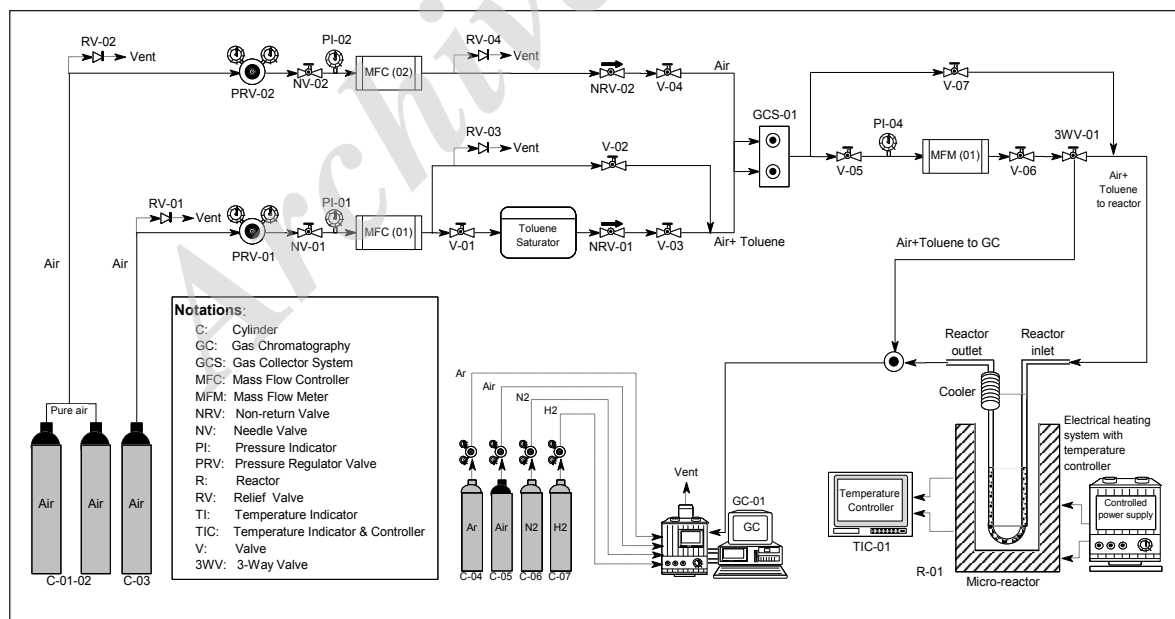 Archive
RV-02
Vent
PI-02
PRV-02
NV-02
MFC (02)
RV-04
Vent
NRV-02
V-04
Air
GCS-01
V-07
PI-04
3WV-01
V-05
MFM (01)
V-06
Air+
Toluene
to reactor
RV-03
Vent
V-02
RV-01
Vent
PI-01
PRV-01
NV-01
MFC (01)
V-01
Toluene
Saturator
NRV-01
V-03
Air+ Toluene
Air+Toluene to GC
Air
Air
Notations:
C: Cylinder
GC: Gas Chromatography
GCS: Gas Collector System
MFC: Mass Flow Controller
MFM: Mass Flow Meter
NRV: Non-return Valve
NV: Needle Valve
PI: Pressure Indicator
PRV: Pressure Regulator Valve
R: Reactor
RV: Relief Valve
TI: Temperature Indicator
TIC: Temperature Indicator & Controller
V: Valve
3WV: 3-Way Valve
Pure air
Air
Air
Air
C-01-02
C-03
Ar
Air
N2
H2
Ar
Air
N2
H2
C-04
C-05
C-06
C-07
Vent
GC-01
GC
Reactor
outlet
Reactor
inlet
Cooler
Electrical heating
system with
temperature
controller
Temperature
Controller
TIC-01
Controlled
power supply
R-01
Micro-reactor